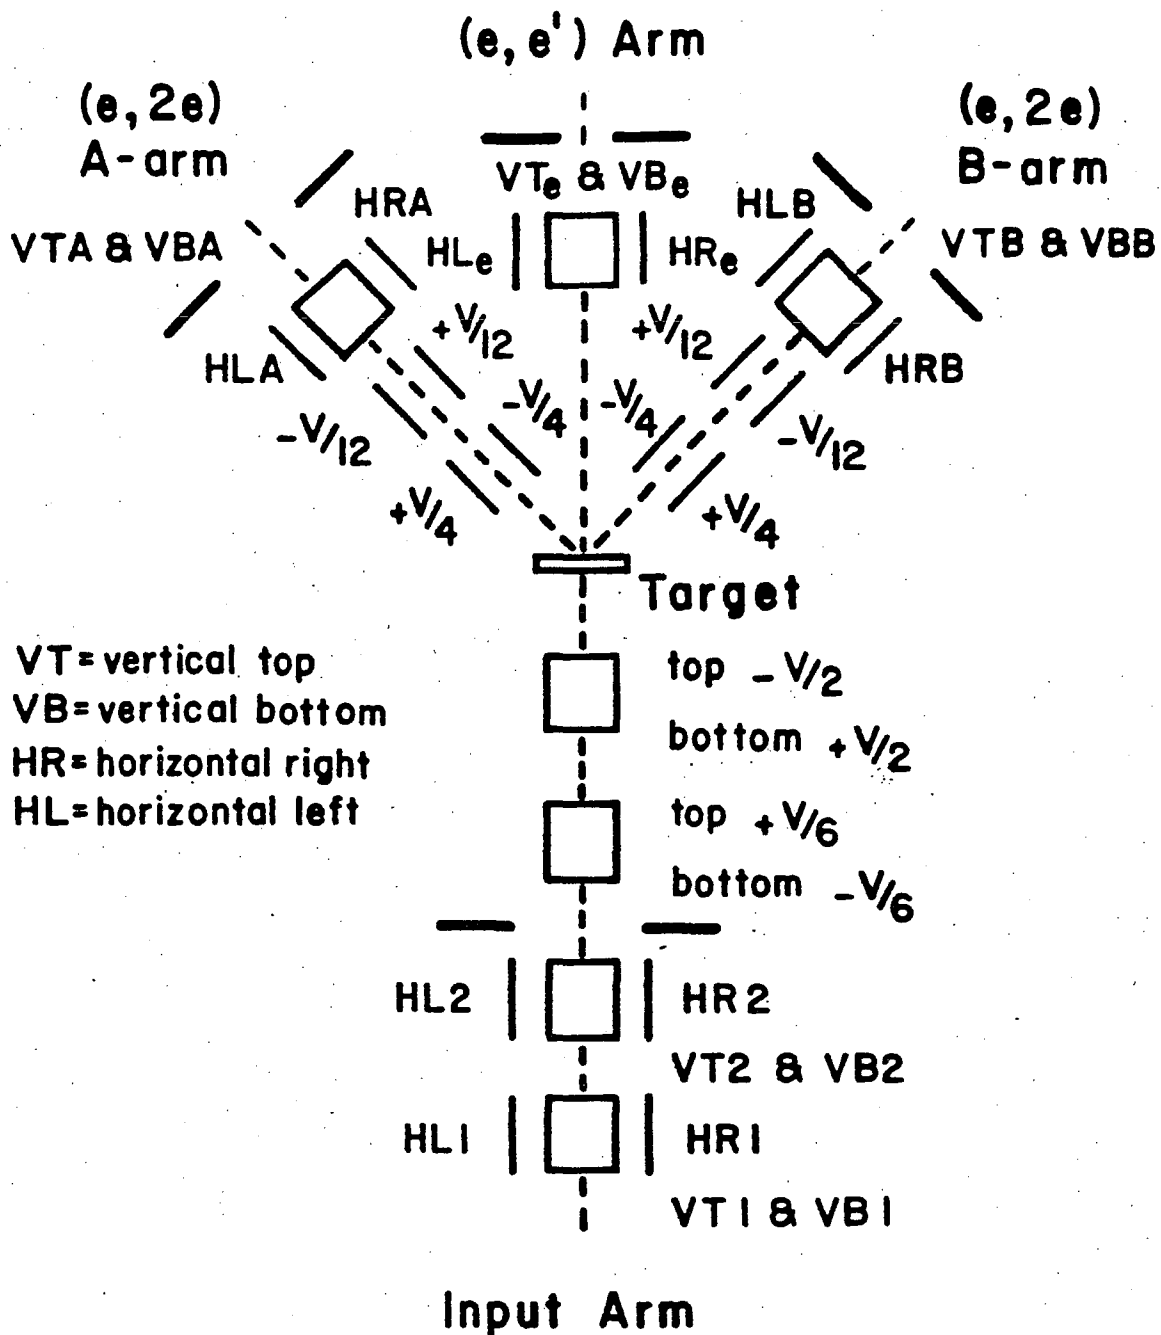 (e, e') Arm
(e, 2e)
A-arm
(e, 2e)
B-arm
VTe & VBe
HRA
HLB
VTA & VBA
HLe
HRe
VTB & VBB
+V/12
+V/12
HLA
HRB
-V/4
-V/4
-V/12
-V/12
+V/4
+V/4
Target
VT= vertical top
VB= vertical bottom
HR= horizontal right
HL= horizontal left
top - V/2
bottom + V/2
top + V/6
bottom - V/6
HL2
HR2
VT2 & VB2
HL1
HR1
VT1 & VB1
Input Arm